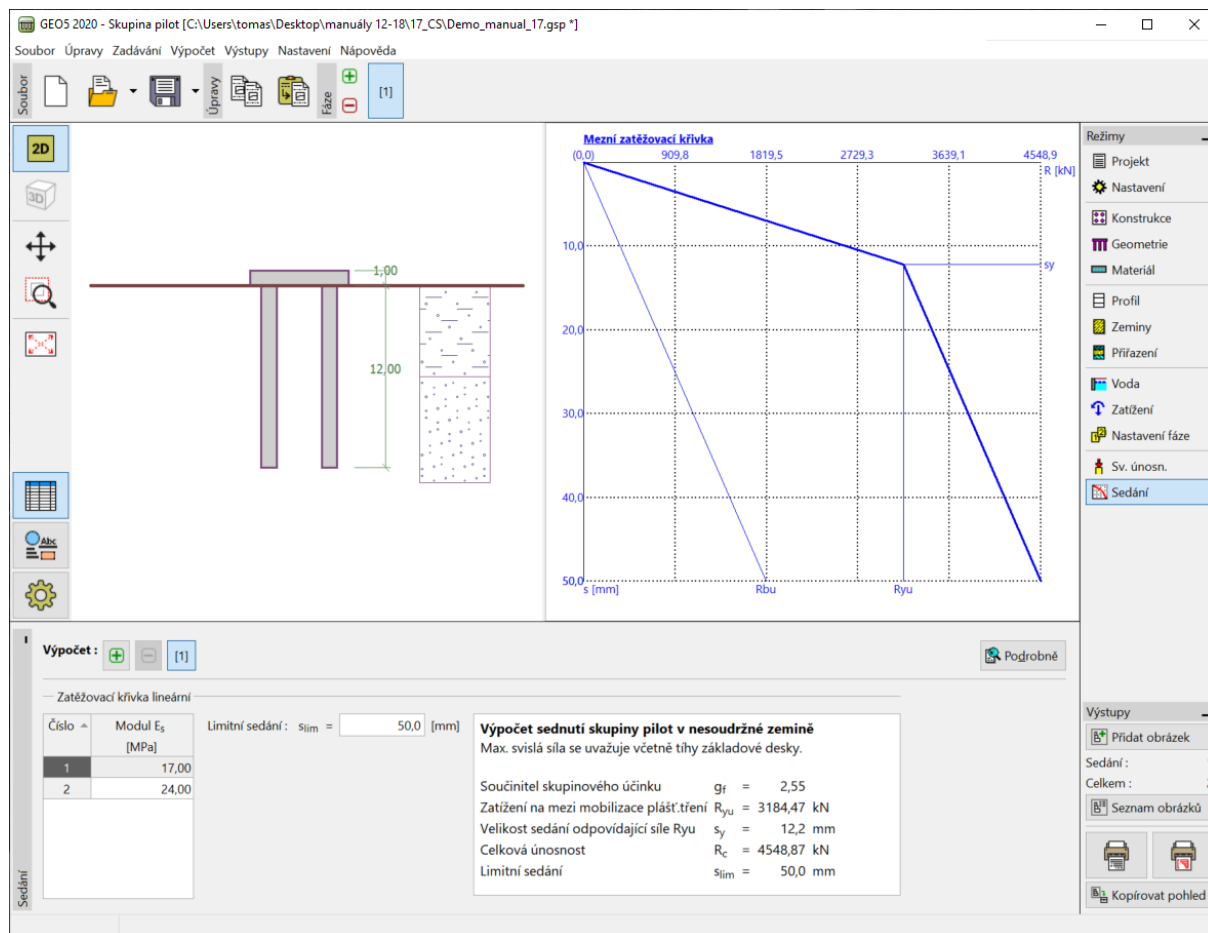 GEO5 2020 - Skupina pilot [C:\Users\tomas\Desktop\manuály 12-18\17_CS\Demo_manual_17.gsp *]
Soubor Úpravy Zadávání Výpočet Výstupy Nastavení Nápověda
Soubor
Úpravy
Fáze
[1]
2D
3D
Abc
1,00
12,00
Mezní zatěžovací křivka
(0,0) 909,8 1819,5 2729,3 3639,1 4548,9
R [kN]
10,0
sy
20,0
30,0
40,0
50,0
s [mm] Rbu Ryu
Režimy
Projekt
Nastavení
Konstrukce
Geometrie
Materiál
Profil
Zeminy
Přiřazení
Voda
Zatížení
Nastavení fáze
Sv. únosn.
Sedání
Sedání
Výpočet : [1]
Podrobně
Zatěžovací křivka lineární
Číslo Modul Es
[MPa]
1 17,00
2 24,00
Limitní sedání : slim = 50,0 [mm]
Výpočet sednutí skupiny pilot v nesoudržné zemině
Max. svislá síla se uvažuje včetně tíhy základové desky.
Součinitel skupinového účinku gf = 2,55
Zatížení na mezi mobilizace plášť.tření Ryu = 3184,47 kN
Velikost sedání odpovídající síle Ryu sy = 12,2 mm
Celková únosnost Rc = 4548,87 kN
Limitní sedání slim = 50,0 mm
Výstupy
Přidat obrázek
Sedání :
Celkem :
Seznam obrázků
Kopírovat pohled